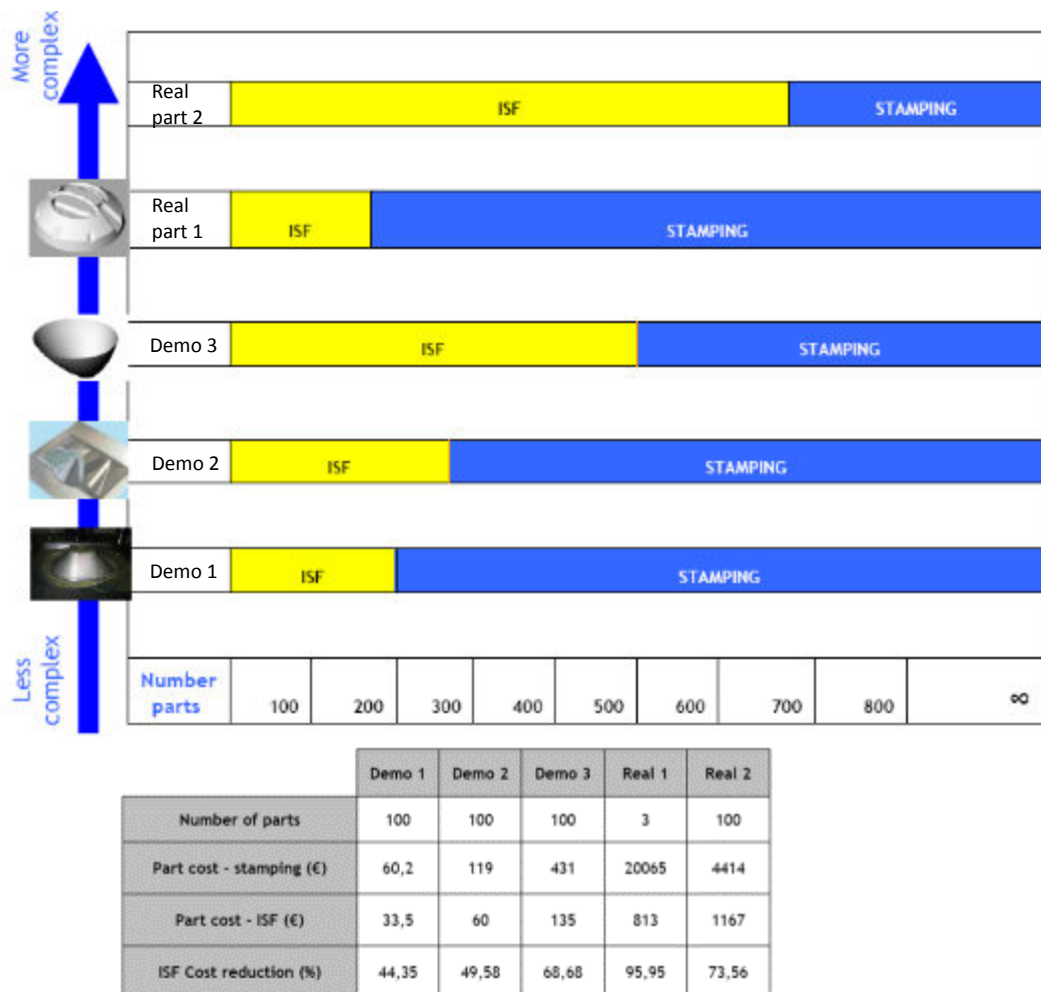 More
complex
Real
part 2
ISF
STAMPING
Real
part 1
ISF
STAMPING
Demo 3
ISF
STAMPING
Demo 2
ISF
STAMPING
Demo 1
ISF
STAMPING
Less
complex
Number
parts
100 200 300 400 500 600 700 800 ∞
Demo 1 Demo 2 Demo 3 Real 1 Real 2
Number of parts 100 100 100 3 100
Part cost - stamping (€) 60,2 119 431 20065 4414
Part cost - ISF (€) 33,5 60 135 813 1167
ISF Cost reduction (%) 44,35 49,58 68,68 95,95 73,56